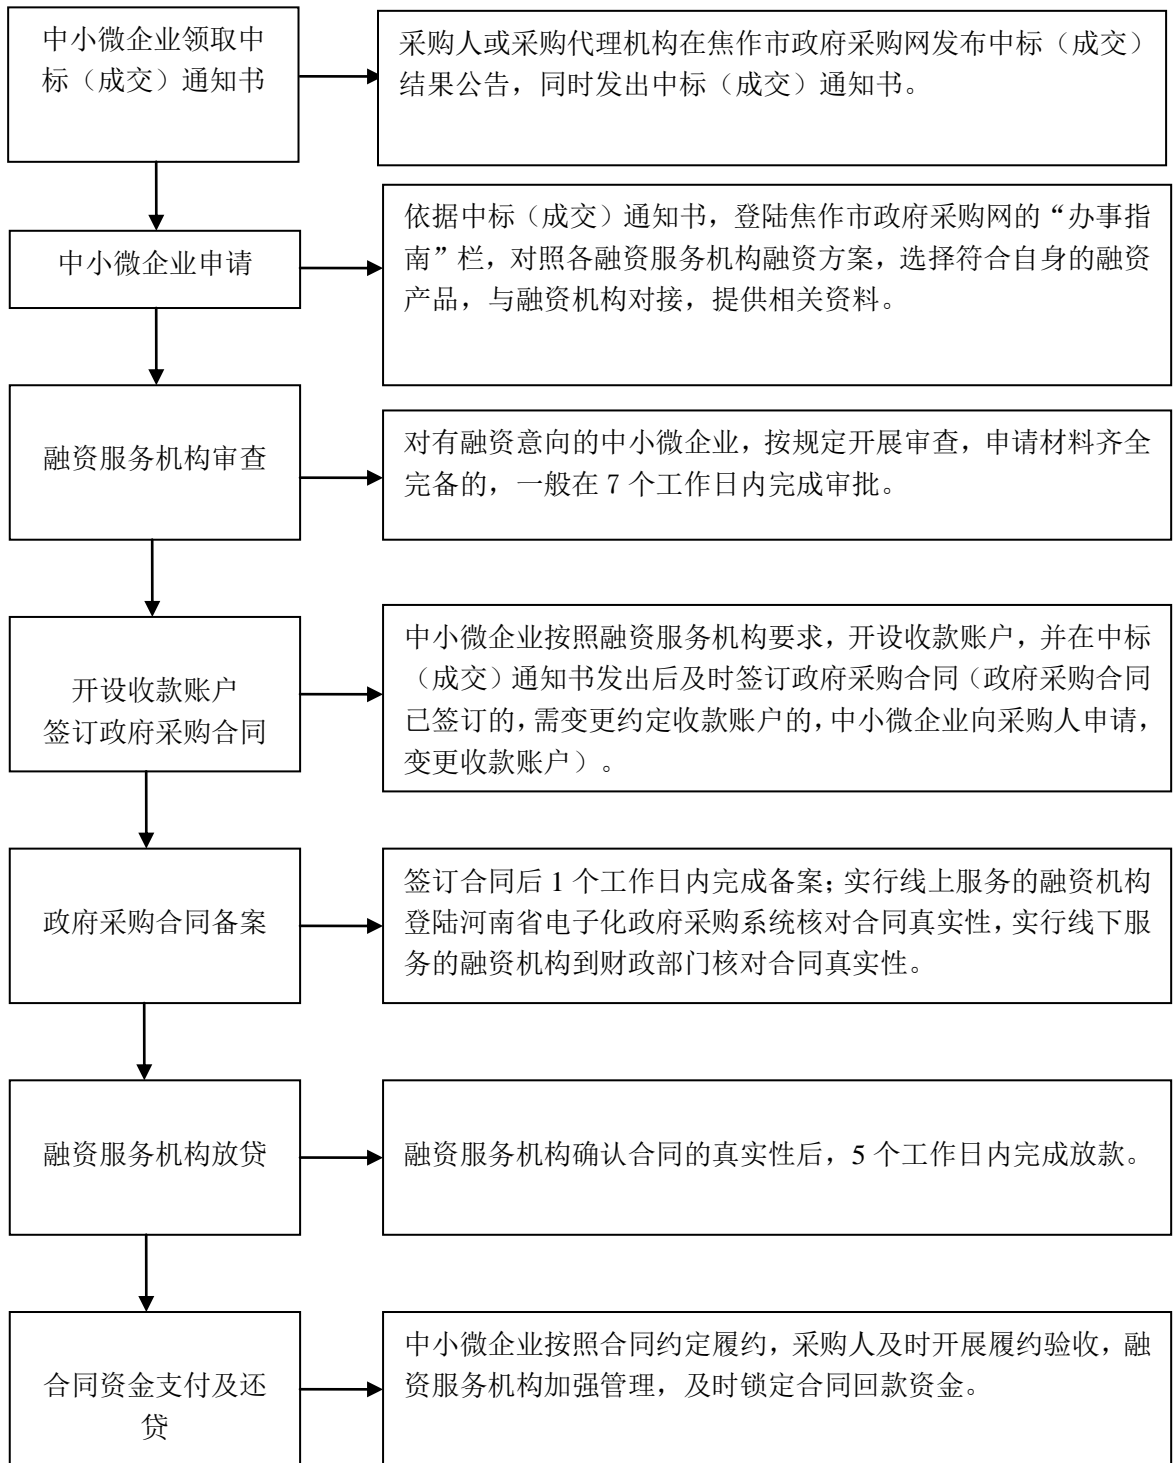 中小微企业领取中
标（成交）通知书
采购人或采购代理机构在焦作市政府采购网发布中标（成交）
结果公告，同时发出中标（成交）通知书。
中小微企业申请
依据中标（成交）通知书，登陆焦作市政府采购网的“办事指
南”栏，对照各融资服务机构融资方案，选择符合自身的融资
产品，与融资机构对接，提供相关资料。
融资服务机构审查
对有融资意向的中小微企业，按规定开展审查，申请材料齐全
完备的，一般在 7 个工作日内完成审批。
开设收款账户
签订政府采购合同
中小微企业按照融资服务机构要求，开设收款账户，并在中标
（成交）通知书发出后及时签订政府采购合同（政府采购合同
已签订的，需变更约定收款账户的，中小微企业向采购人申请，
变更收款账户）。
政府采购合同备案
签订合同后 1 个工作日内完成备案；实行线上服务的融资机构
登陆河南省电子化政府采购系统核对合同真实性，实行线下服
务的融资机构到财政部门核对合同真实性。
融资服务机构放贷
融资服务机构确认合同的真实性后，5 个工作日内完成放款。
合同资金支付及还
贷
中小微企业按照合同约定履约，采购人及时开展履约验收，融
资服务机构加强管理，及时锁定合同回款资金。